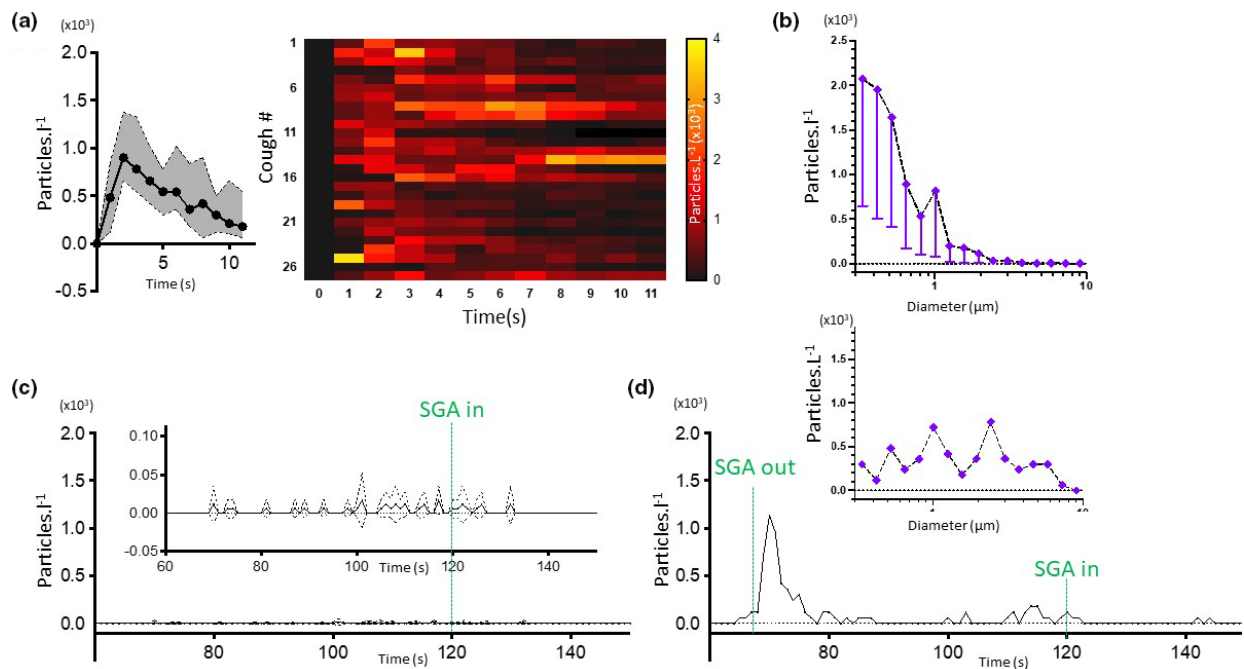 (a)
(x10³)
Particles.l⁻¹
2.0
1.5
1.0
0.5
0.0
-0.5
5
10
Time (s)
Cough #
1
6
11
16
21
26
0 1 2 3 4 5 6 7 8 9 10 11
Time(s)
4
3
2
1
0
Particles.L⁻¹ (x10³)
(b)
(x10³)
Particles.l⁻¹
2.5
2.0
1.5
1.0
0.5
0.0
1 10
Diameter (µm)
(c)
(x10³)
Particles.l⁻¹
2.0
1.5
1.0
0.5
0.0
80 100 120 140
Time (s)
SGA in
0.10
0.05
0.00
-0.05
60 80 100 120 140
Time (s)
(d)
(x10³)
Particles.l⁻¹
2.0
1.5
1.0
0.5
0.0
80 100 120 140
Time (s)
SGA out
SGA in
(x10³)
Particles.L⁻¹
1.5
1.0
0.5
0.0
Diameter (µm)